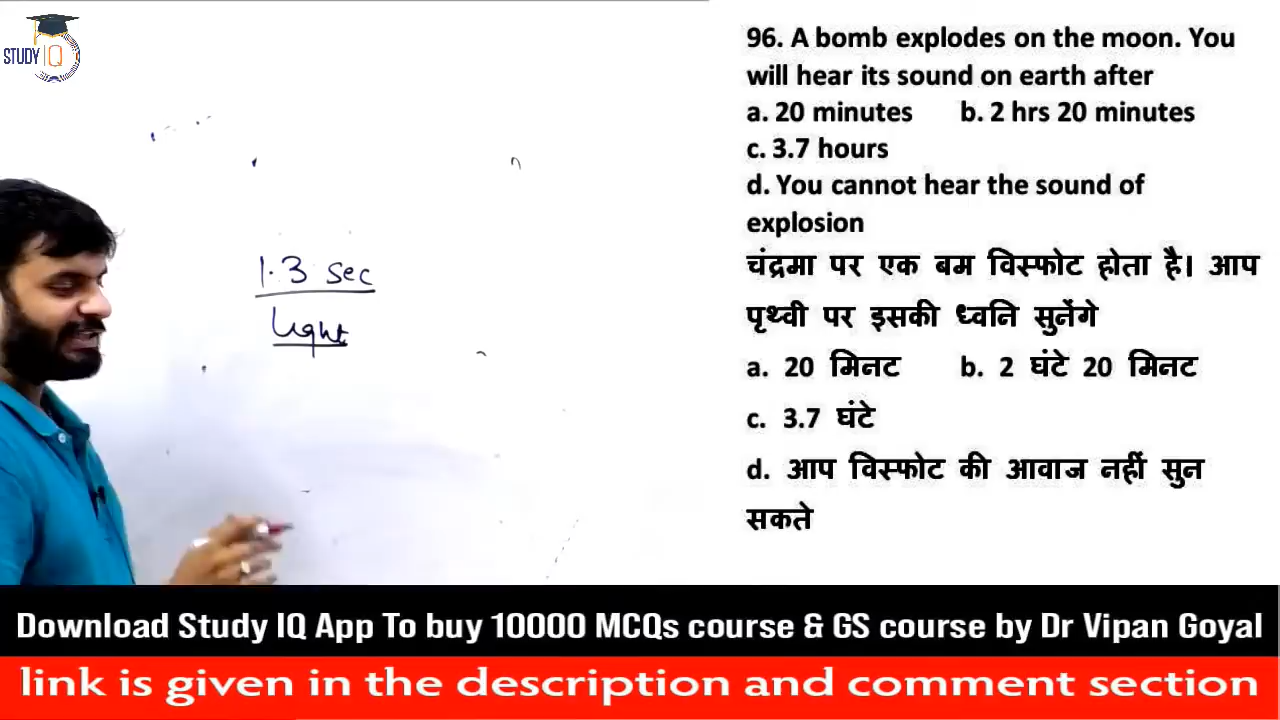 STUDY IQ
96. A bomb explodes on the moon. You
will hear its sound on earth after
a. 20 minutes b. 2 hrs 20 minutes
c. 3.7 hours
d. You cannot hear the sound of
explosion
चंद्रमा पर एक बम विस्फोट होता है। आप
पृथ्वी पर इसकी ध्वनि सुनेंगे
a. 20 मिनट b. 2 घंटे 20 मिनट
c. 3.7 घंटे
d. आप विस्फोट की आवाज नहीं सुन
सकते
1.3 sec
Light
Download Study IQ App To buy 10000 MCQs course & GS course by Dr Vipan Goyal
link is given in the description and comment section